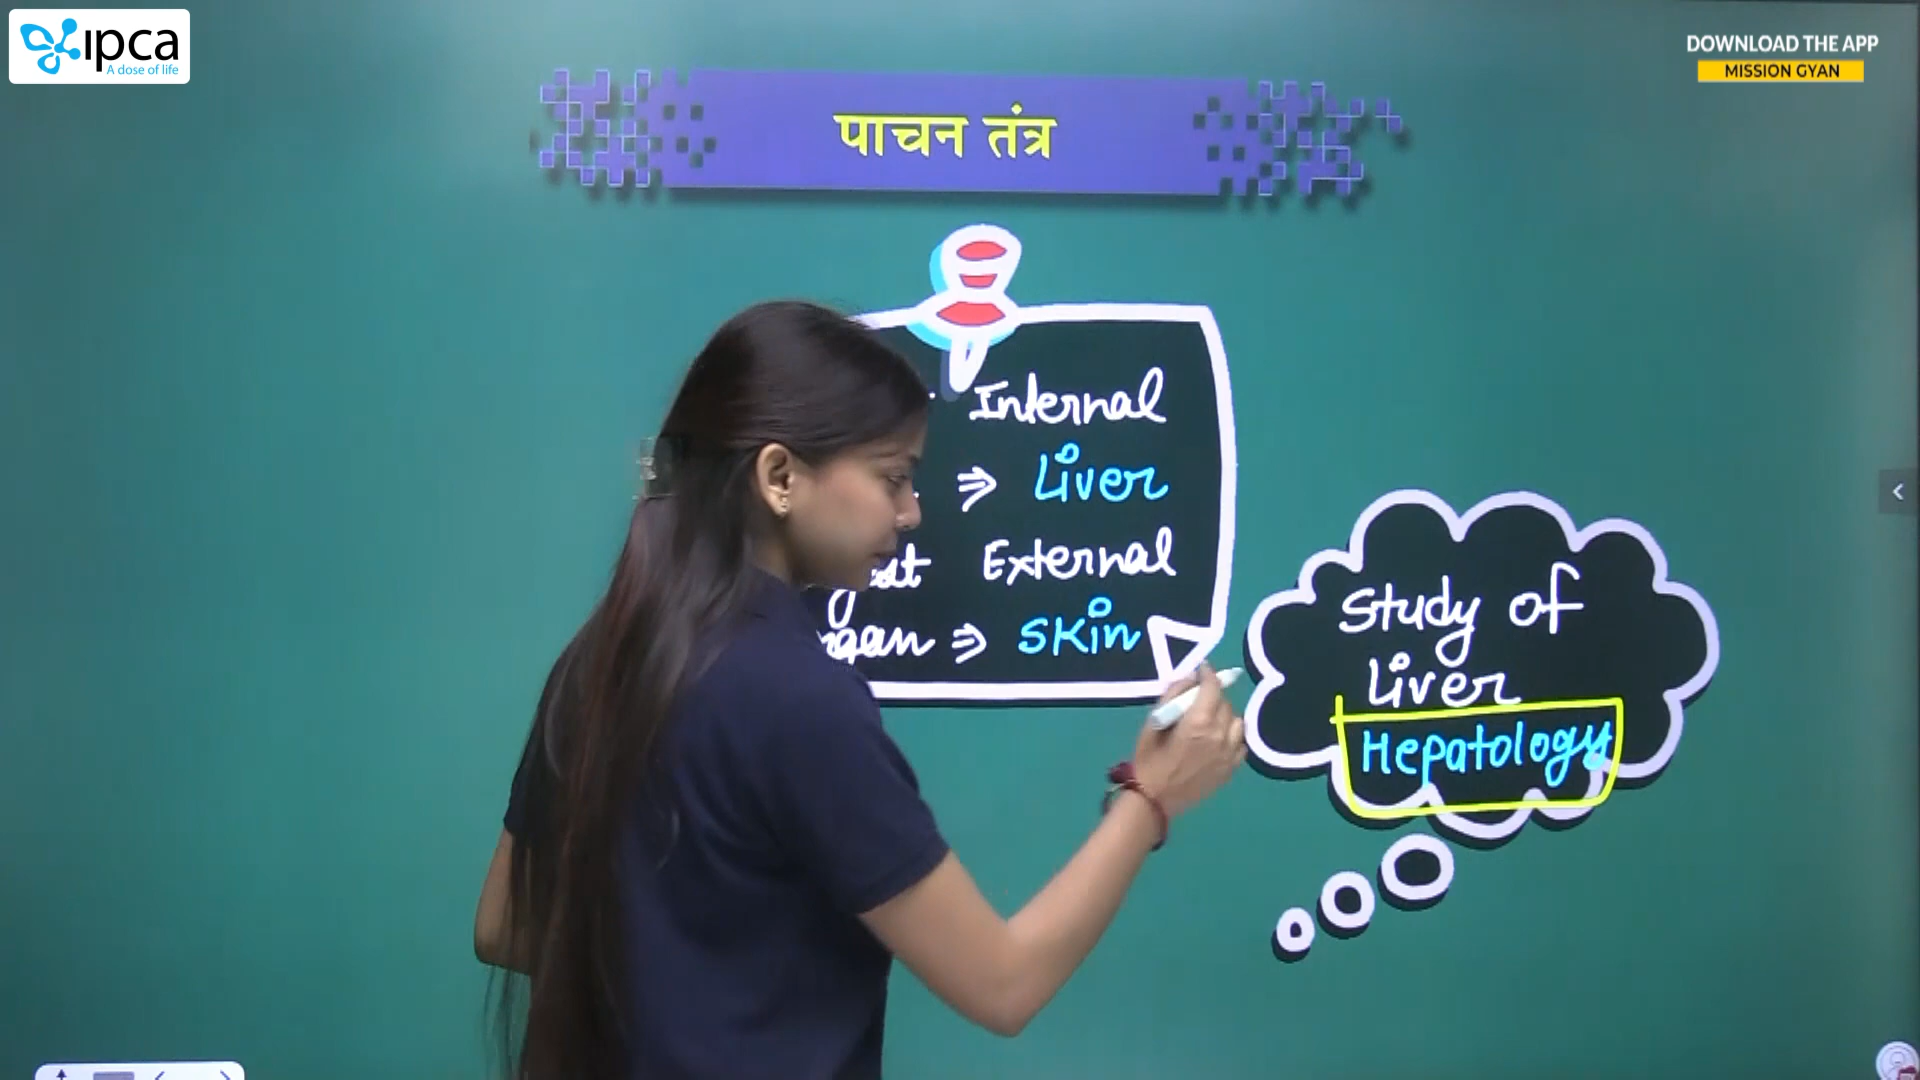 ipca
A dose of life
DOWNLOAD THE APP
MISSION GYAN
पाचन तंत्र
Internal
⇒ Liver
External
⇒ Skin
Study of
Liver
Hepatology